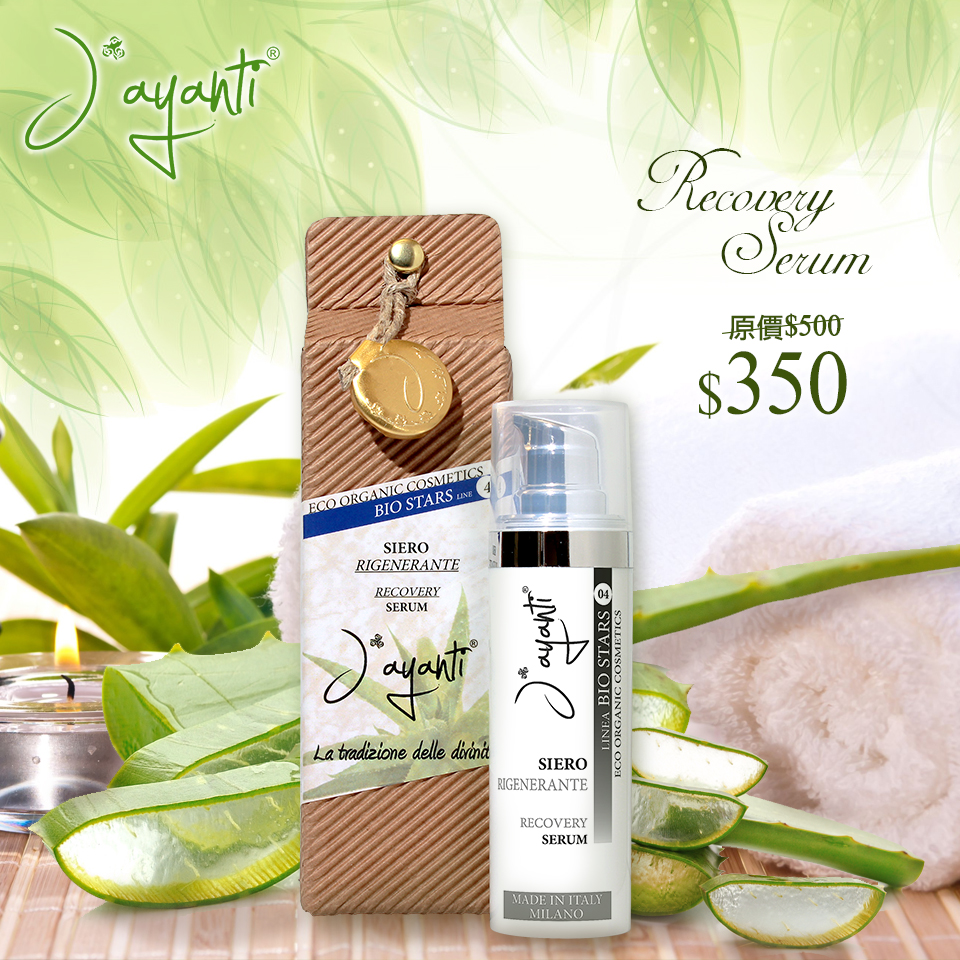 Jayanti®
Recovery
Serum
原價$500
$350
ECO ORGANIC COSMETICS
BIO STARS LINE 4
SIERO
RIGENERANTE
RECOVERY
SERUM
Jayanti®
La tradizione delle divinit
Jayanti®
LINEA BIO STARS 04
ECO ORGANIC COSMETICS
SIERO
RIGENERANTE
RECOVERY
SERUM
MADE IN ITALY
MILANO